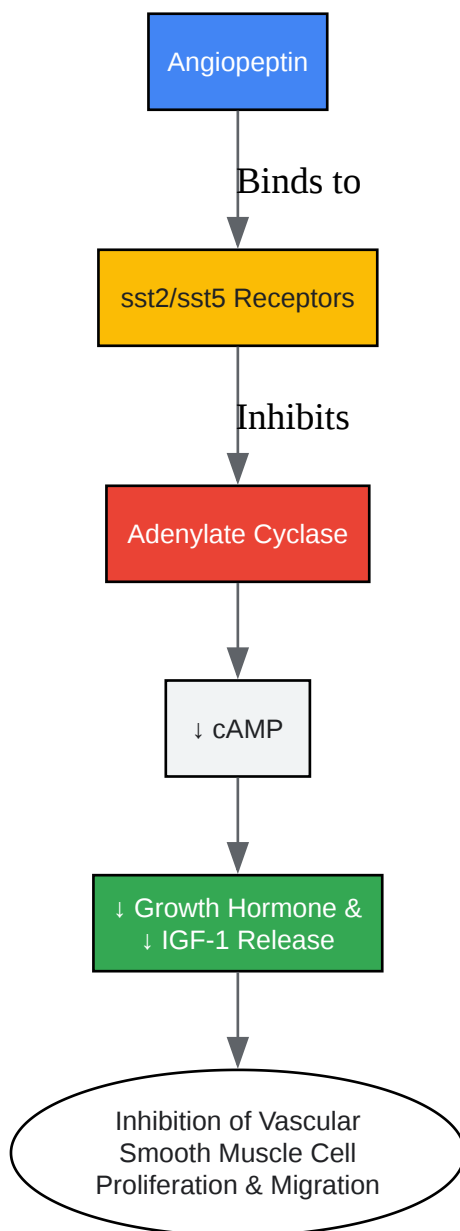 Angiopeptin
Binds to
sst2/sst5 Receptors
Inhibits
Adenylate Cyclase
↓ cAMP
↓ Growth Hormone &
↓ IGF-1 Release
Inhibition of Vascular
Smooth Muscle Cell
Proliferation & Migration